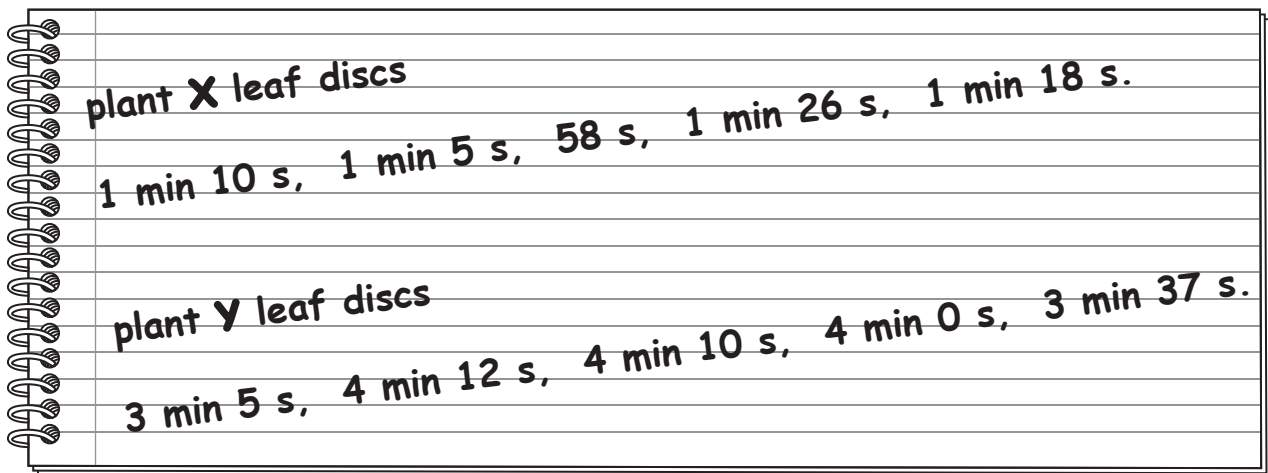 plant X leaf discs
1 min 10 s, 1 min 5 s, 58 s, 1 min 26 s, 1 min 18 s.
plant Y leaf discs
3 min 5 s, 4 min 12 s, 4 min 10 s, 4 min 0 s, 3 min 37 s.